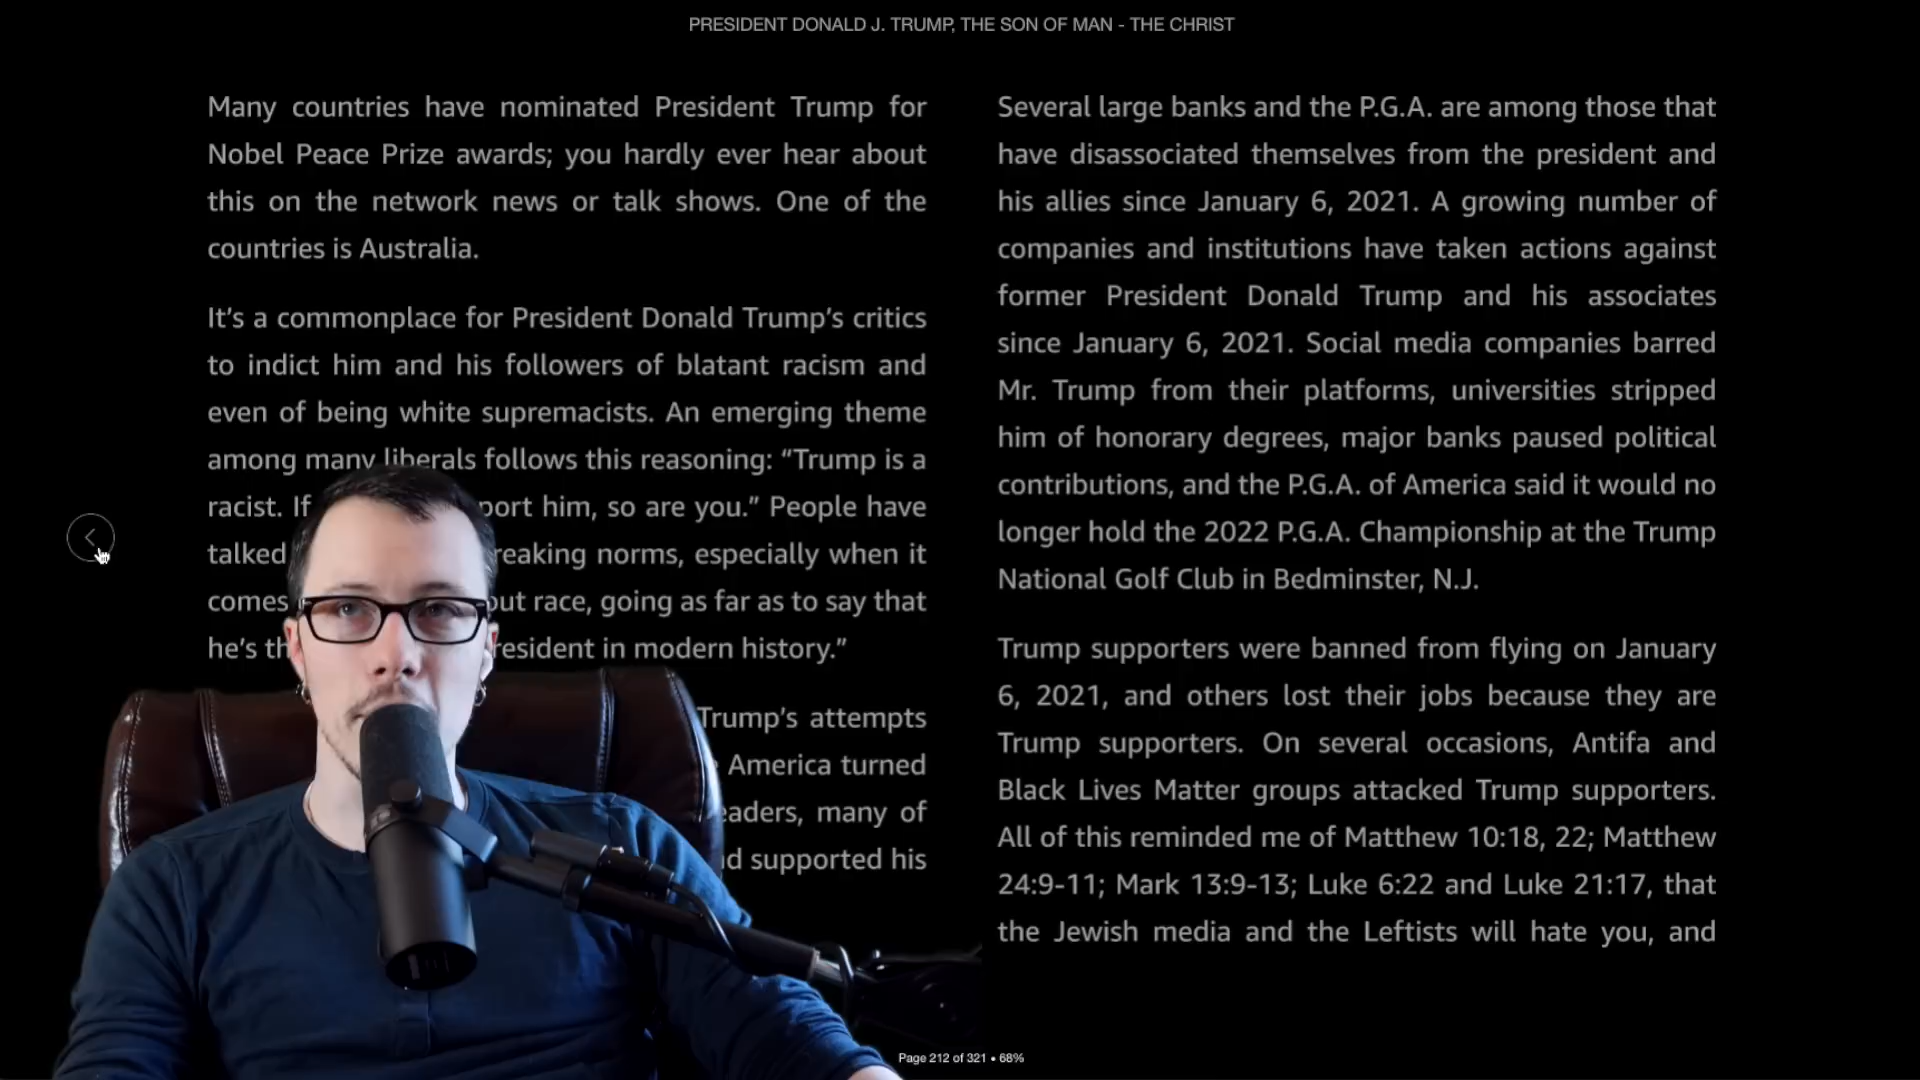 PRESIDENT DONALD J. TRUMP, THE SON OF MAN - THE CHRIST
Many countries have nominated President Trump for
Nobel Peace Prize awards; you hardly ever hear about
this on the network news or talk shows. One of the
countries is Australia.
It's a commonplace for President Donald Trump's critics
to indict him and his followers of blatant racism and
even of being white supremacists. An emerging theme
among many liberals follows this reasoning: “Trump is a
racist. If port him, so are you.” People have
talked reaking norms, especially when it
comes out race, going as far as to say that
he's th resident in modern history.”
Trump's attempts
America turned
eaders, many of
d supported his
Several large banks and the P.G.A. are among those that
have disassociated themselves from the president and
his allies since January 6, 2021. A growing number of
companies and institutions have taken actions against
former President Donald Trump and his associates
since January 6, 2021. Social media companies barred
Mr. Trump from their platforms, universities stripped
him of honorary degrees, major banks paused political
contributions, and the P.G.A. of America said it would no
longer hold the 2022 P.G.A. Championship at the Trump
National Golf Club in Bedminster, N.J.
Trump supporters were banned from flying on January
6, 2021, and others lost their jobs because they are
Trump supporters. On several occasions, Antifa and
Black Lives Matter groups attacked Trump supporters.
All of this reminded me of Matthew 10:18, 22; Matthew
24:9-11; Mark 13:9-13; Luke 6:22 and Luke 21:17, that
the Jewish media and the Leftists will hate you, and
Page 212 of 321 • 68%